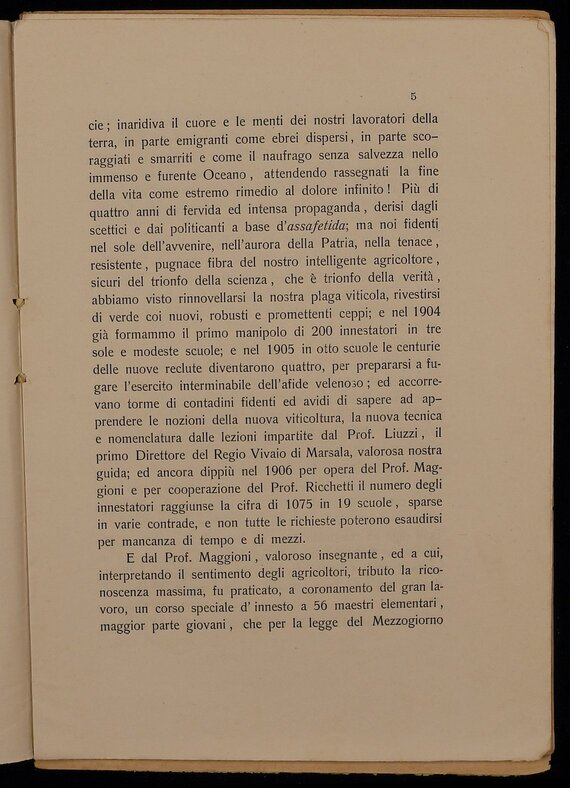 5
cie; inaridiva il cuore e le menti dei nostri lavoratori della
terra, in parte emigranti come ebrei dispersi, in parte sco-
raggiati e smarriti e come il naufrago senza salvezza nello
immenso e furente Oceano, attendendo rassegnati la fine
della vita come estremo rimedio al dolore infinito! Più di
quattro anni di fervida ed intensa propaganda, derisi dagli
scettici e dai politicanti a base d'assafetida; ma noi fidenti
nel sole dell'avvenire, nell'aurora della Patria, nella tenace,
resistente, pugnace fibra del nostro intelligente agricoltore,
sicuri del trionfo della scienza, che è trionfo della verità,
abbiamo visto rinnovellarsi la nostra plaga viticola, rivestirsi
di verde coi nuovi, robusti e promettenti ceppi; e nel 1904
già formammo il primo manipolo di 200 innestatori in tre
sole e modeste scuole; e nel 1905 in otto scuole le centurie
delle nuove reclute diventarono quattro, per prepararsi a fu-
gare l'esercito interminabile dell'afide velenoso; ed accorre-
vano torme di contadini fidenti ed avidi di sapere ad ap-
prendere le nozioni della nuova viticoltura, la nuova tecnica
e nomenclatura dalle lezioni impartite dal Prof. Liuzzi, il
primo Direttore del Regio Vivaio di Marsala, valorosa nostra
guida; ed ancora dippiù nel 1906 per opera del Prof. Mag-
gioni e per cooperazione del Prof. Ricchetti il numero degli
innestatori raggiunse la cifra di 1075 in 19 scuole, sparse
in varie contrade, e non tutte le richieste poterono esaudirsi
per mancanza di tempo e di mezzi.
E dal Prof. Maggioni, valoroso insegnante, ed a cui,
interpretando il sentimento degli agricoltori, tributo la rico-
noscenza massima, fu praticato, a coronamento del gran la-
voro, un corso speciale d'innesto a 56 maestri elementari,
maggior parte giovani, che per la legge del Mezzogiorno